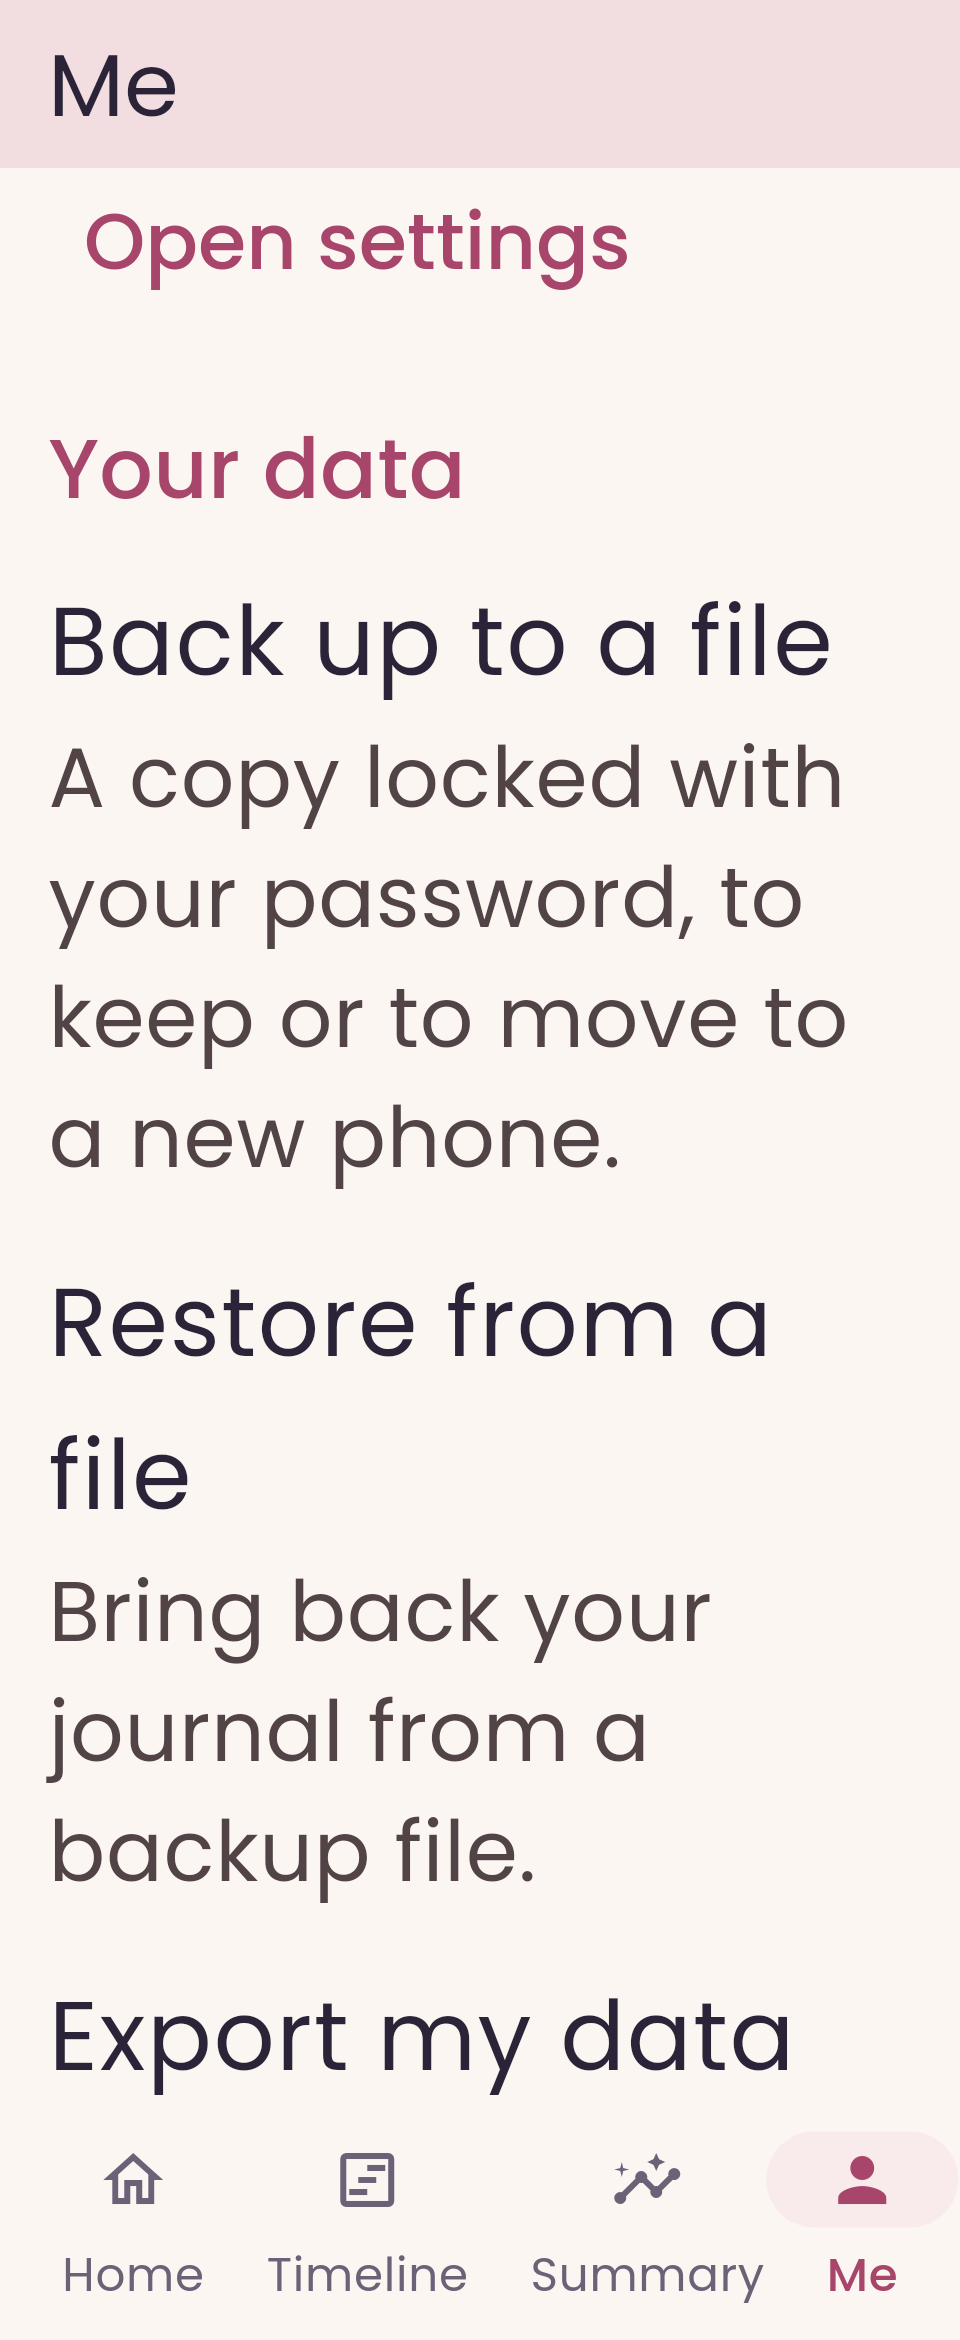 Me
Open settings
Your data
Back up to a file
A copy locked with
your password, to
keep or to move to
a new phone.
Restore from a
file
Bring back your
journal from a
backup file.
Export my data
Home
Timeline
Summary
Me